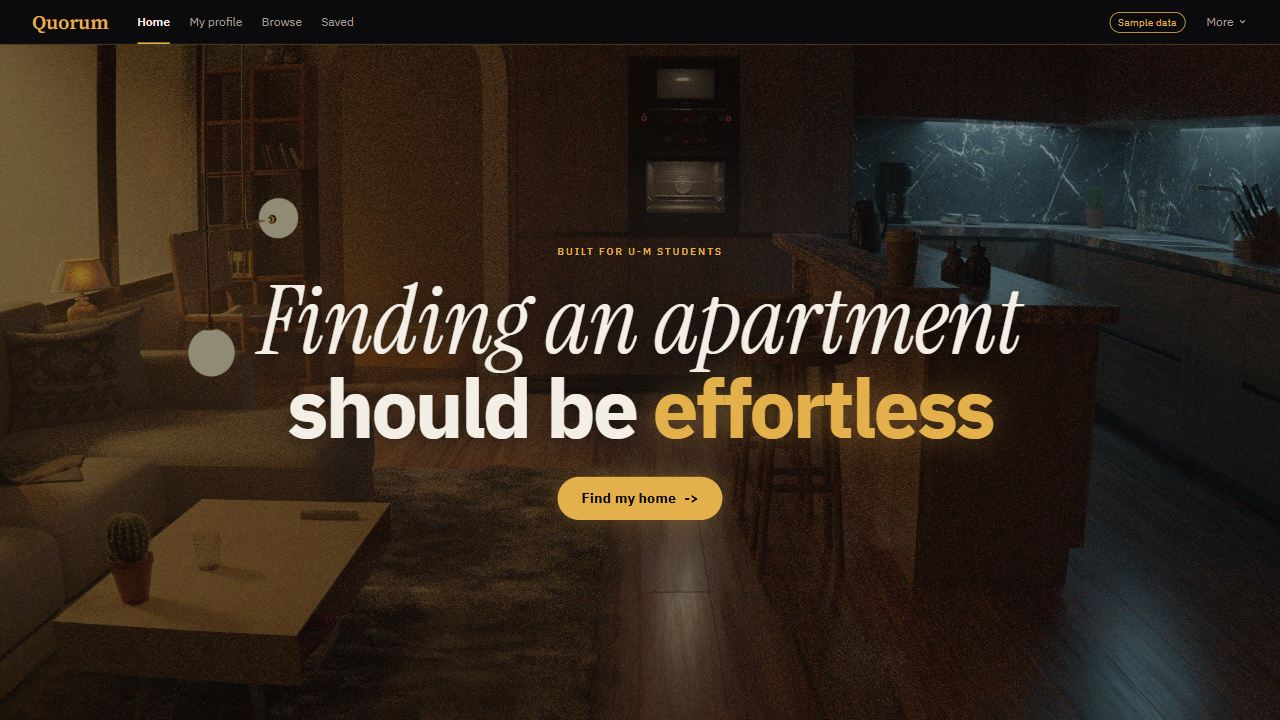 Quorum
Home
My profile
Browse
Saved
Sample data
More
BUILT FOR U-M STUDENTS
Finding an apartment
should be effortless
Find my home ->